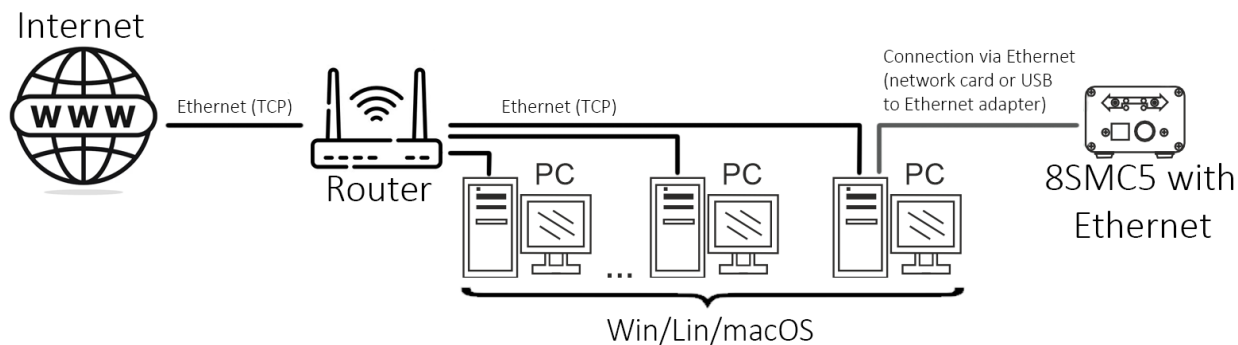 Internet
WWW
Ethernet (TCP)
Router
Ethernet (TCP)
Connection via Ethernet
(network card or USB
to Ethernet adapter)
PC
PC
PC
...
8SMC5 with
Ethernet
Win/Lin/macOS